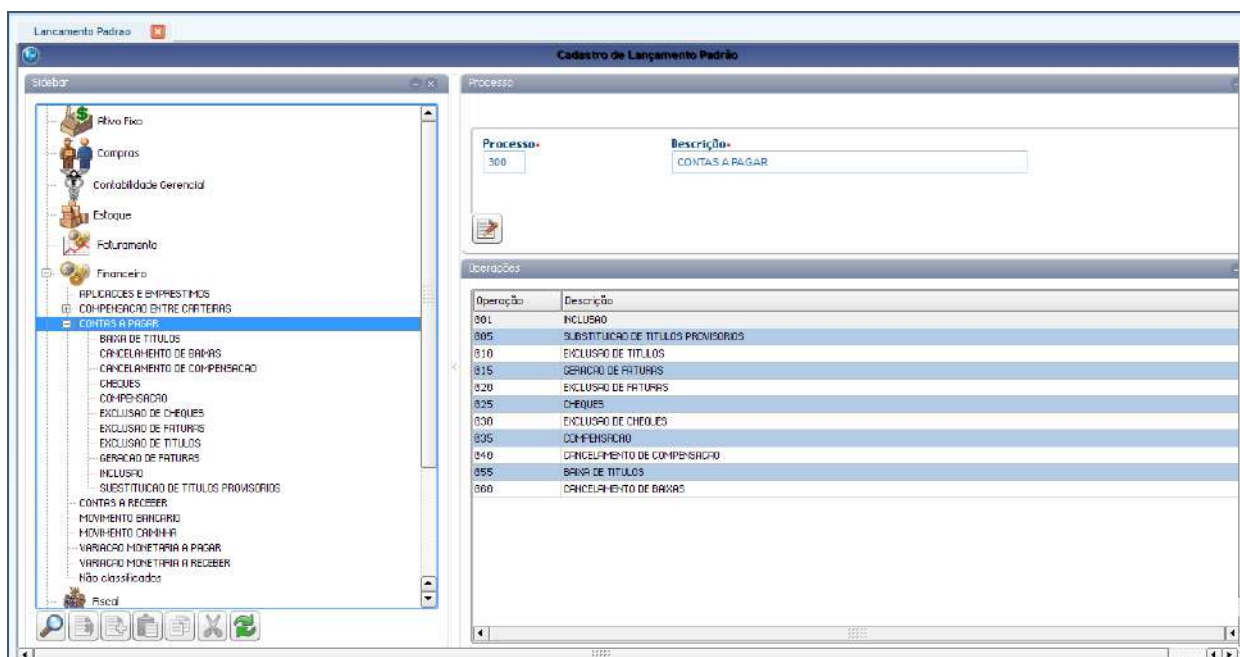 Lancamento Padrao
Cadastro de Lançamento Padrão
Sidebar
Ativo Fixo
Compras
Contabilidade Gerencial
Estoque
Faturamento
Financeiro
APLICACOES E EMPRESTIMOS
COMPENSACAO ENTRE CARTEIRAS
CONTAS A PAGAR
BAIXA DE TITULOS
CANCELAMENTO DE BAIXAS
CANCELAMENTO DE COMPENSACAO
CHEQUES
COMPENSACAO
EXCLUSAO DE CHEQUES
EXCLUSAO DE FATURAS
EXCLUSAO DE TITULOS
GERACAO DE FATURAS
INCLUSAO
SUBSTITUICAO DE TITULOS PROVISORIOS
CONTAS A RECEBER
MOVIMENTO BANCARIO
MOVIMENTO CAIXINHA
VARIACAO MONETARIA A PAGAR
VARIACAO MONETARIA A RECEBER
Não classificados
Fiscal
Processo
Processo* Descrição*
300 CONTAS A PAGAR
Operações
Operação Descrição
001 INCLUSAO
005 SUBSTITUICAO DE TITULOS PROVISORIOS
010 EXCLUSAO DE TITULOS
015 GERACAO DE FATURAS
020 EXCLUSAO DE FATURAS
025 CHEQUES
030 EXCLUSAO DE CHEQUES
035 COMPENSACAO
040 CANCELAMENTO DE COMPENSACAO
055 BAIXA DE TITULOS
060 CANCELAMENTO DE BAIXAS